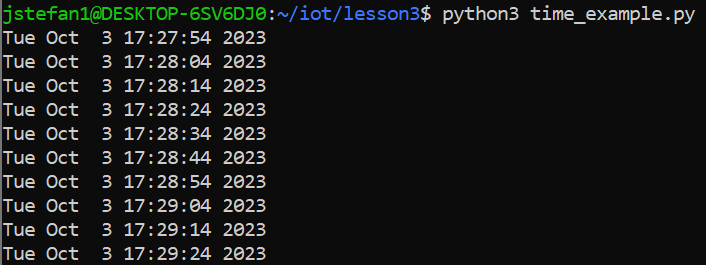 jstefan1@DESKTOP-6SV6DJ0:~/iot/lesson3$ python3 time_example.py
Tue Oct  3 17:27:54 2023
Tue Oct  3 17:28:04 2023
Tue Oct  3 17:28:14 2023
Tue Oct  3 17:28:24 2023
Tue Oct  3 17:28:34 2023
Tue Oct  3 17:28:44 2023
Tue Oct  3 17:28:54 2023
Tue Oct  3 17:29:04 2023
Tue Oct  3 17:29:14 2023
Tue Oct  3 17:29:24 2023